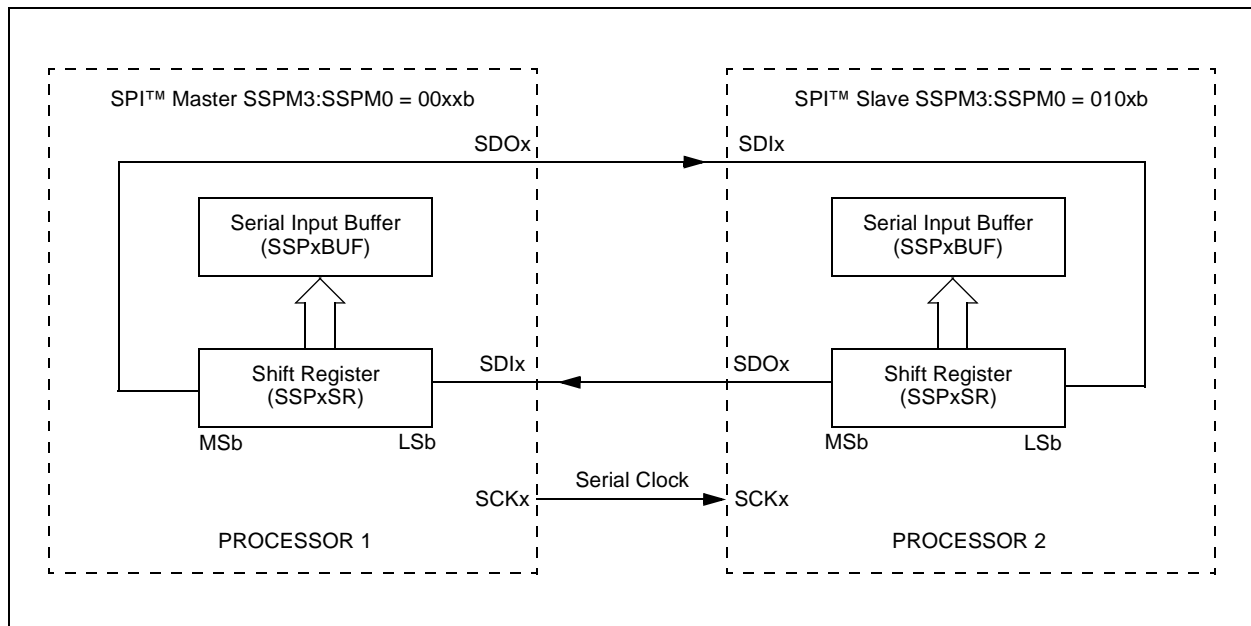 SPI™ Master SSPM3:SSPM0 = 00xxb
SDOx
Serial Input Buffer
(SSPxBUF)
Shift Register
(SSPxSR)
MSb
LSb
SDIx
SCKx
PROCESSOR 1
Serial Clock
SPI™ Slave SSPM3:SSPM0 = 010xb
SDIx
Serial Input Buffer
(SSPxBUF)
SDOx
Shift Register
(SSPxSR)
MSb
LSb
SCKx
PROCESSOR 2